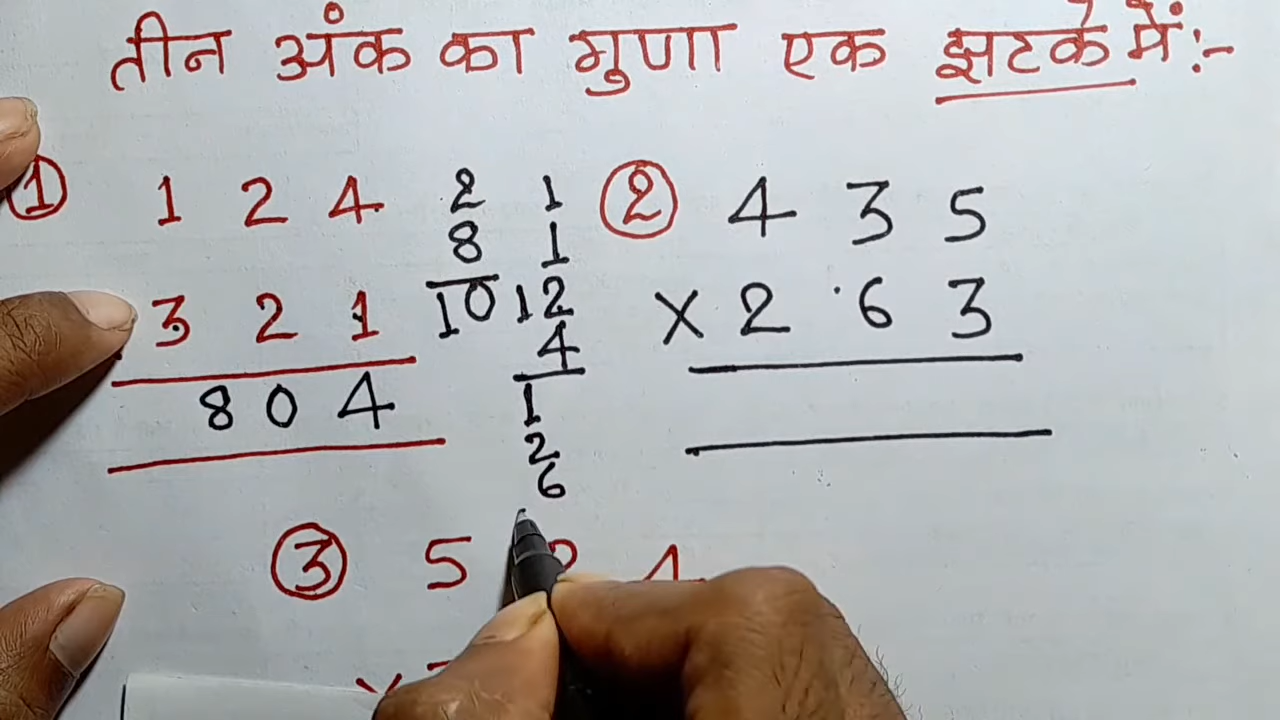 तीन अंक का गुणा एक झटके में :-
① 1 2 4
3 2 1
8 0 4
2
8
10
1
1
12
4
1
2
6
② 4 3 5
X 2 6 3
③ 5